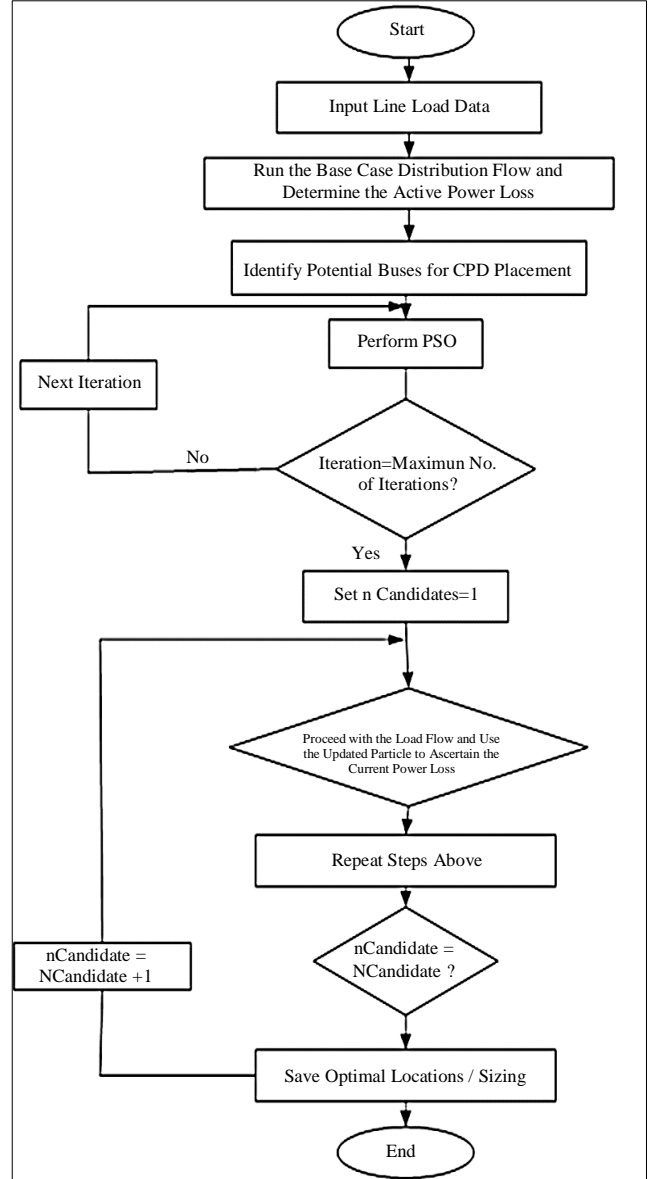 Start
Input Line Load Data
Run the Base Case Distribution Flow and
Determine the Active Power Loss
Identify Potential Buses for CPD Placement
Perform PSO
Next Iteration
No
Iteration=Maximun No.
of Iterations?
Yes
Set n Candidates=1
Proceed with the Load Flow and Use
the Updated Particle to Ascertain the
Current Power Loss
Repeat Steps Above
nCandidate =
NCandidate +1
nCandidate =
NCandidate ?
Save Optimal Locations / Sizing
End